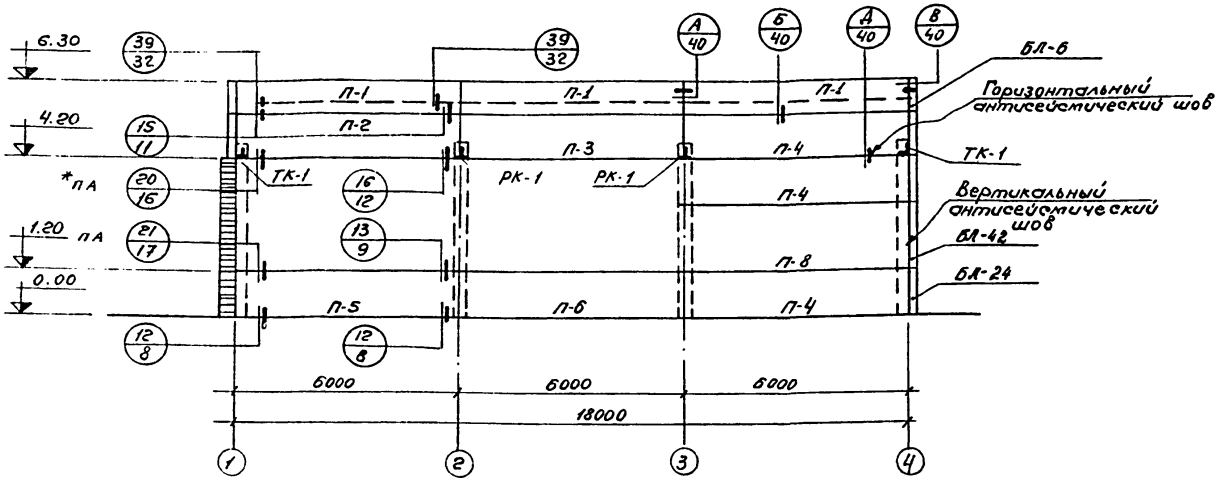 6.30
39
32
39
32
А
40
Б
40
Д
40
В
40
БЛ-6
Горизонтальный
антисейсмический шов
П-1
П-1
П-1
4.20
15
11
П-2
П-3
П-4
ТК-1
*ПА
20
16
ТК-1
16
12
РК-1
РК-1
П-4
Вертикальный
антисейсмический
шов
1.20 ПА
21
17
13
9
П-8
БЛ-42
0.00
БЛ-24
П-5
П-6
П-4
12
8
12
8
6000
6000
6000
18000
1
2
3
4